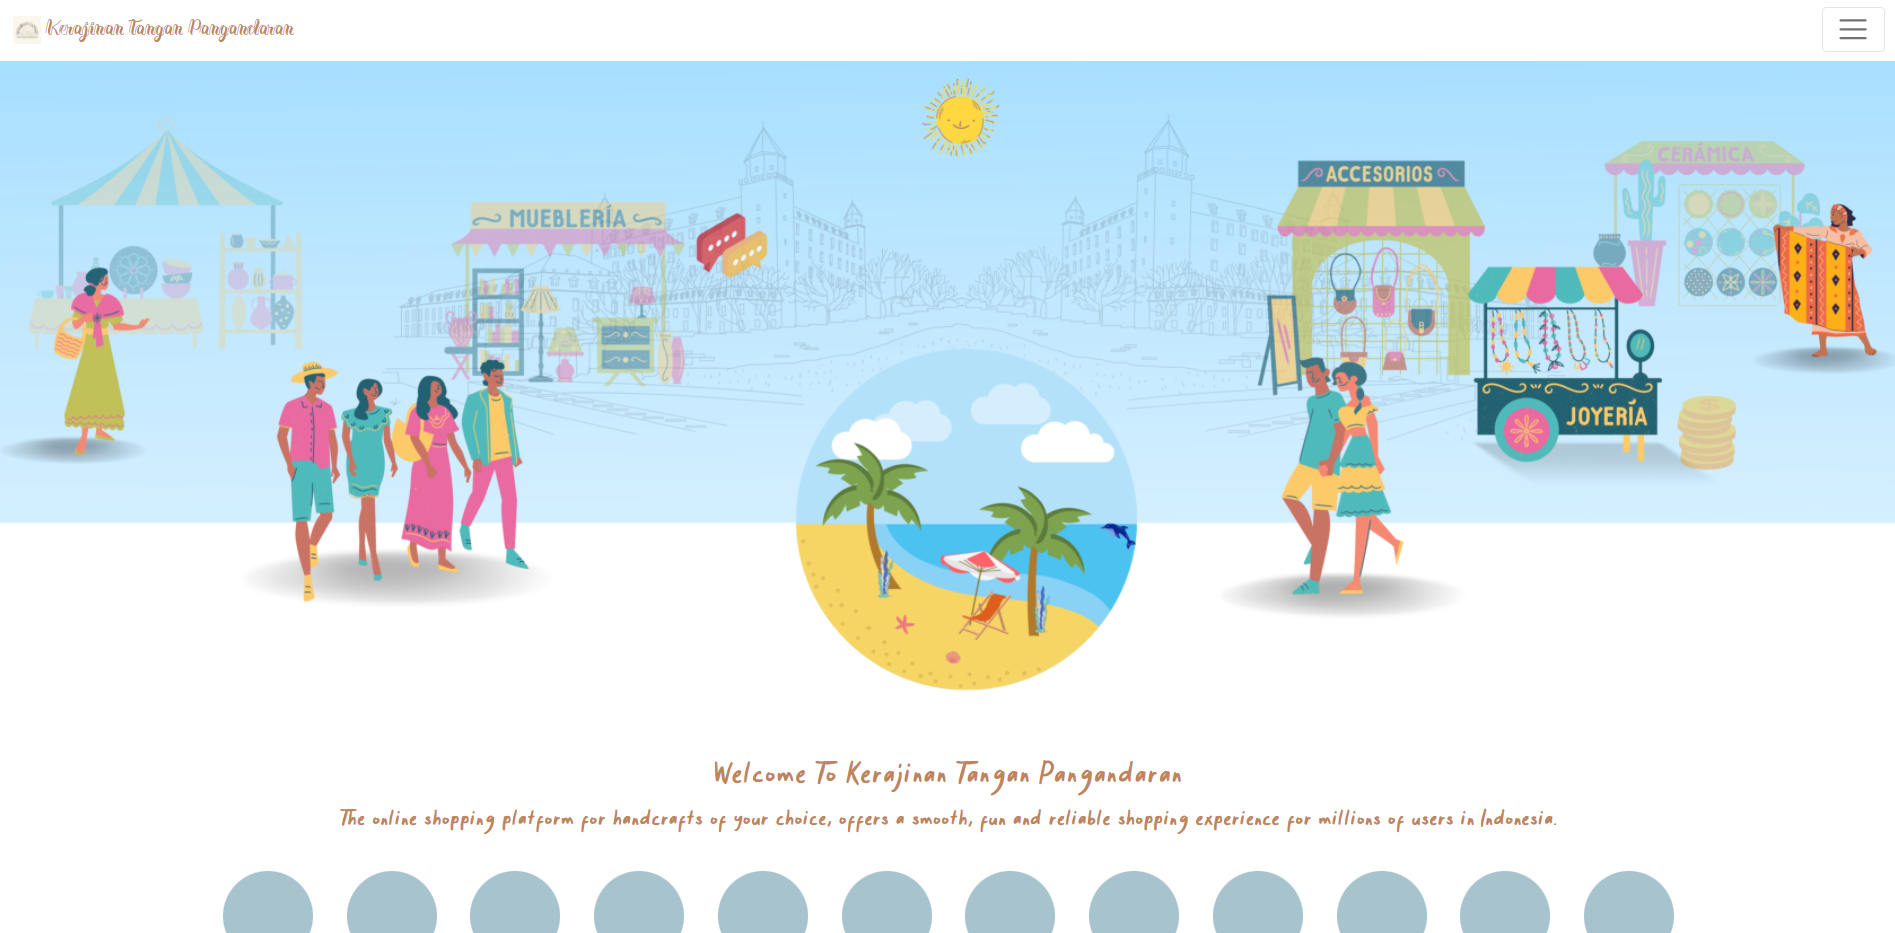 Kerajinan Tangan Pangandaran
MUEBLERÍA
ACCESORIOS
CERÁMICA
JOYERÍA
Welcome To Kerajinan Tangan Pangandaran
The online shopping platform for handcrafts of your choice, offers a smooth, fun and reliable shopping experience for millions of users in Indonesia.